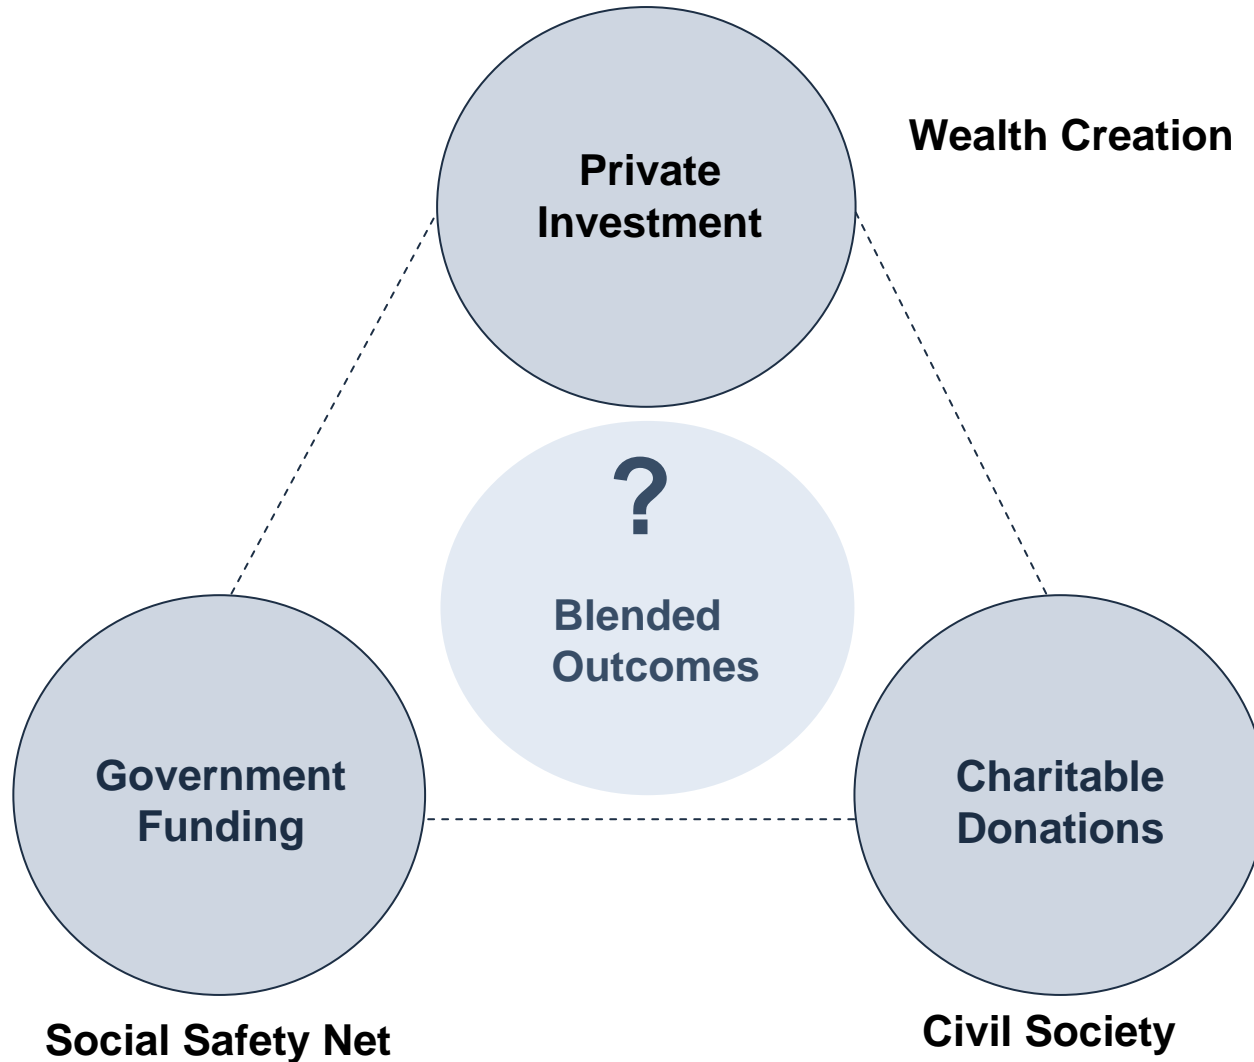 Wealth Creation
Private
Investment
?
Blended
Outcomes
Government
Funding
Charitable
Donations
Social Safety Net
Civil Society